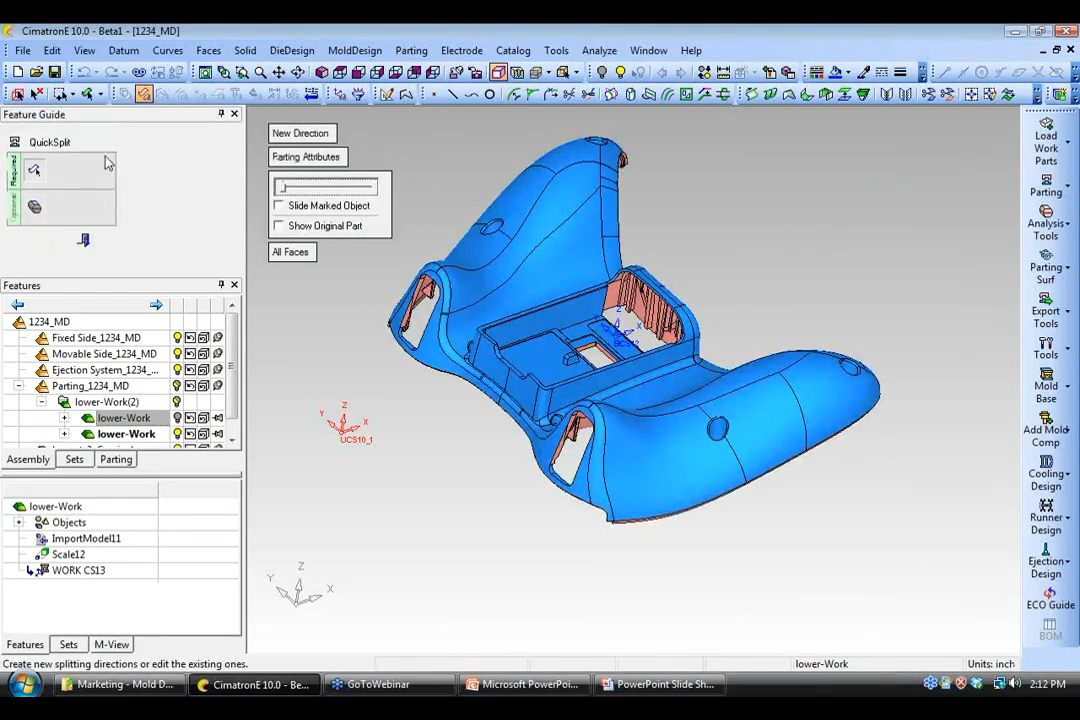 CimatronE 10.0 - Beta1 - [1234_MD]
File Edit View Datum Curves Faces Solid DieDesign MoldDesign Parting Electrode Catalog Tools Analyze Window Help
Feature Guide
QuickSplit
Required
Optional
New Direction
Parting Attributes
Slide Marked Object
Show Original Part
All Faces
Features
1234_MD
Fixed Side_1234_MD
Movable Side_1234_MD
Ejection System_1234_...
Parting_1234_MD
lower-Work(2)
lower-Work
lower-Work
Assembly Sets Parting
lower-Work
Objects
ImportModel11
Scale12
WORK CS13
Features Sets M-View
Z
Y X
UCS10_1
Z
Y X
Z
X
Load Work Parts
Parting
Analysis Tools
Parting Surf
Export Tools
Tools
Mold Base
Add Mold Comp
Cooling Design
Runner Design
Ejection Design
ECO Guide
BOM
Create new splitting directions or edit the existing ones. lower-Work Units: inch
Marketing - Mold D... CimatronE 10.0 - Be... GoToWebinar Microsoft PowerPoi... PowerPoint Slide Sh... 2:12 PM